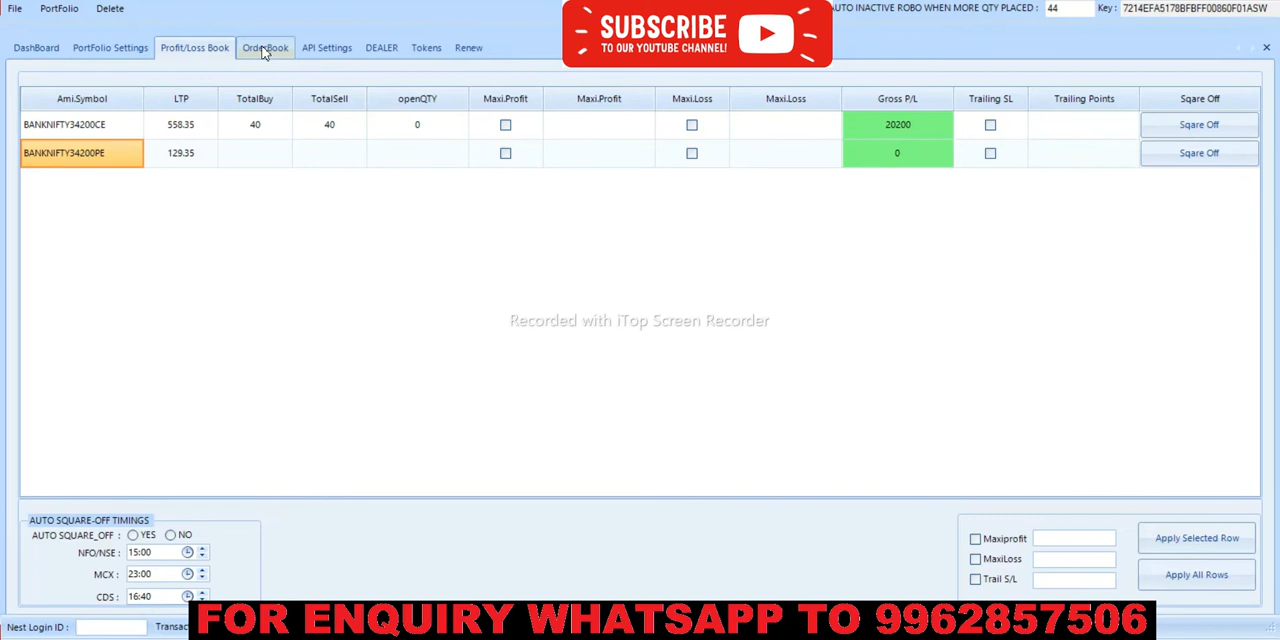 File PortFolio Delete
SUBSCRIBE
TO OUR YOUTUBE CHANNEL!
AUTO INACTIVE ROBO WHEN MORE QTY PLACED : 44 Key : 7214EFA5178BFBFF00860F01ASW
DashBoard PortFolio Settings Profit/Loss Book OrderBook API Settings DEALER Tokens Renew
Ami.Symbol LTP TotalBuy TotalSell openQTY Maxi.Profit Maxi.Profit Maxi.Loss Maxi.Loss Gross P/L Trailing SL Trailing Points Sqare Off
BANKNIFTY34200CE 558.35 40 40 0 20200 Sqare Off
BANKNIFTY34200PE 129.35 0 Sqare Off
Recorded with iTop Screen Recorder
AUTO SQUARE-OFF TIMINGS
AUTO SQUARE_OFF : YES NO
NFO/NSE : 15:00
MCX : 23:00
CDS : 16:40
Maxiprofit
MaxiLoss
Trail S/L
Apply Selected Row
Apply All Rows
Nest Login ID :
FOR ENQUIRY WHATSAPP TO 9962857506